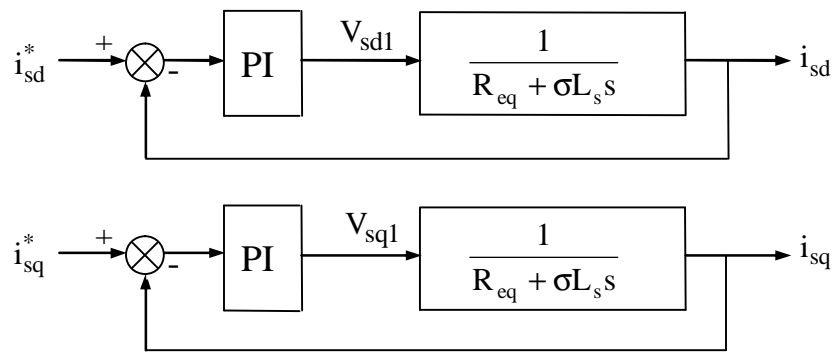 i*sd + - PI Vsd1 1 / (Req + σLss) isd
i*sq + - PI Vsq1 1 / (Req + σLss) isq